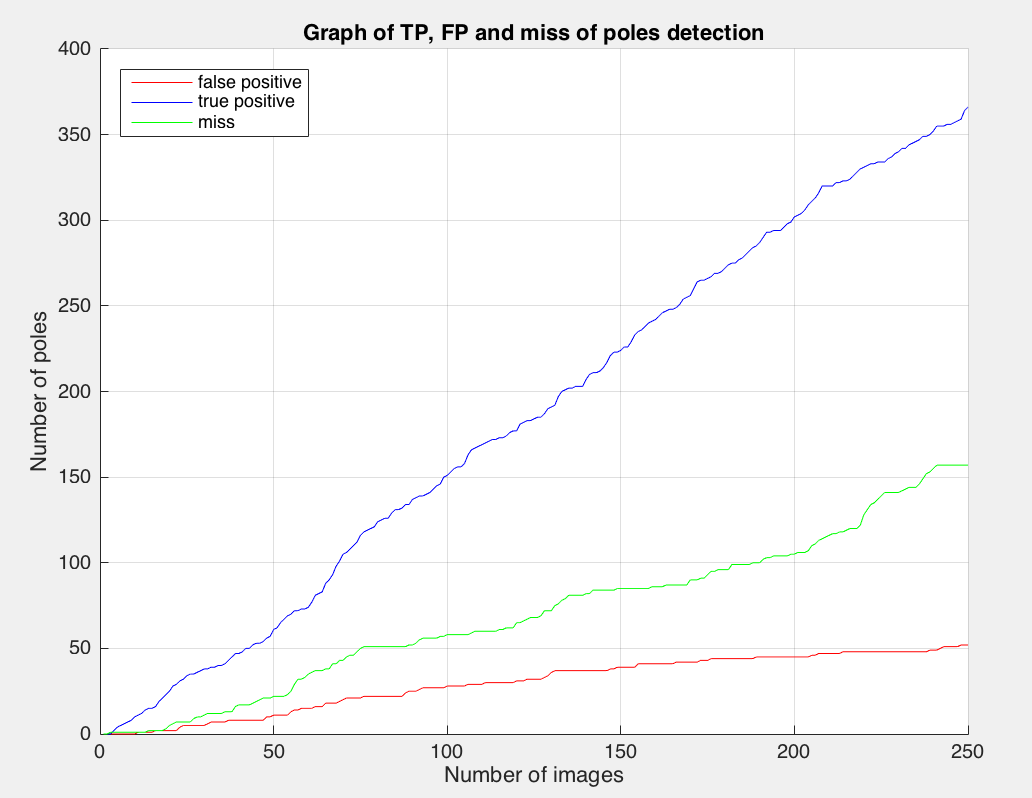 Graph of TP, FP and miss of poles detection
400
350
300
250
200
150
100
50
0
false positive
true positive
miss
Number of poles
0 50 100 150 200 250
Number of images